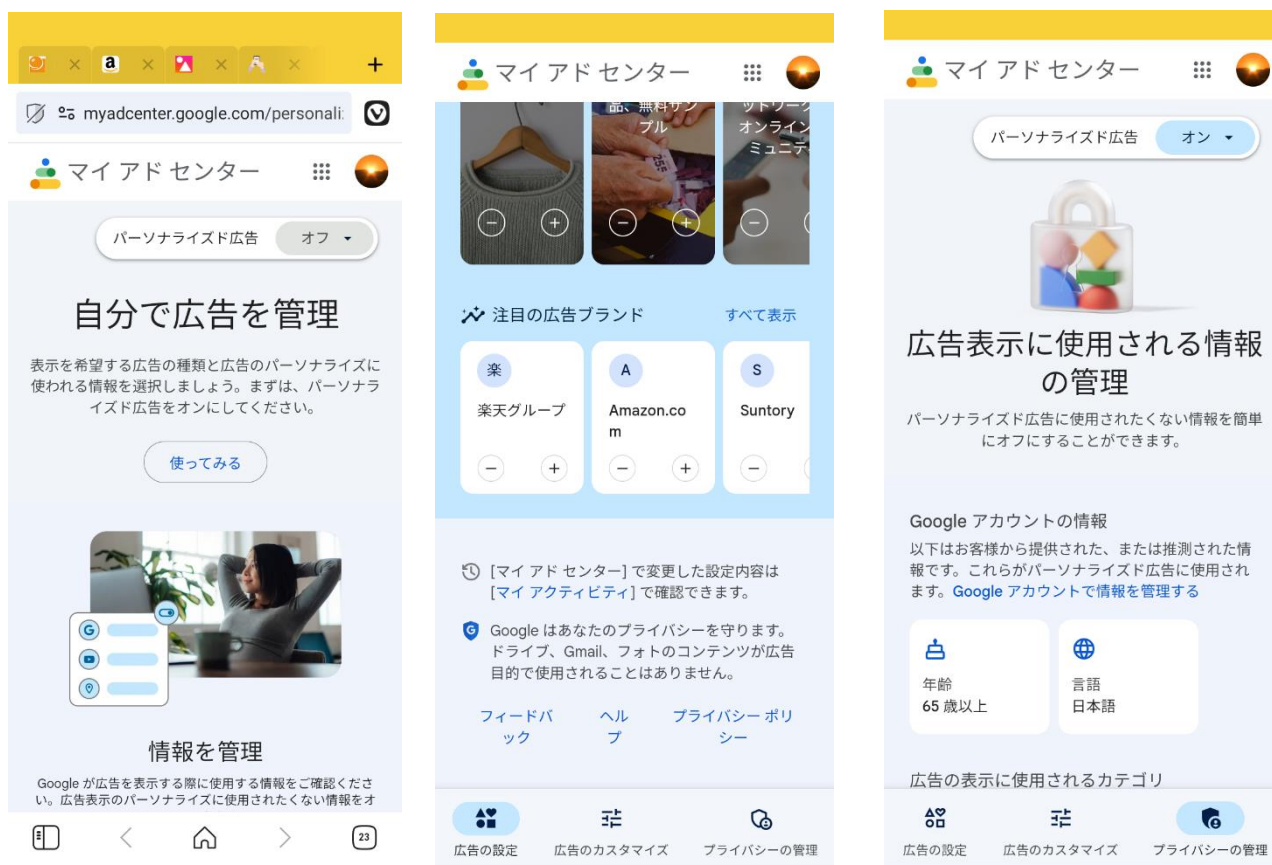 myadcenter.google.com/personali
マイ アド センター
パーソナライズド広告
オフ
自分で広告を管理
表示を希望する広告の種類と広告のパーソナライズに
使われる情報を選択しましょう。まずは、パーソナラ
イズド広告をオンにしてください。
使ってみる
情報を管理
Google が広告を表示する際に使用する情報をご確認くださ
い。広告表示のパーソナライズに使用されたくない情報をオ
23
マイ アド センター
品、無料サン
プル
ットワーク
オンライン
ミュニテ
注目の広告ブランド
すべて表示
楽
楽天グループ
A
Amazon.co
m
S
Suntory
[マイ アド センター] で変更した設定内容は
[マイ アクティビティ] で確認できます。
Google はあなたのプライバシーを守ります。
ドライブ、Gmail、フォトのコンテンツが広告
目的で使用されることはありません。
フィードバ
ック
ヘル
プ
プライバシー ポリ
シー
広告の設定
広告のカスタマイズ
プライバシーの管理
マイ アド センター
パーソナライズド広告
オン
広告表示に使用される情報
の管理
パーソナライズド広告に使用されたくない情報を簡単
にオフにすることができます。
Google アカウントの情報
以下はお客様から提供された、または推測された情
報です。これらがパーソナライズド広告に使用され
ます。Google アカウントで情報を管理する
年齢
65 歳以上
言語
日本語
広告の表示に使用されるカテゴリ
広告の設定
広告のカスタマイズ
プライバシーの管理